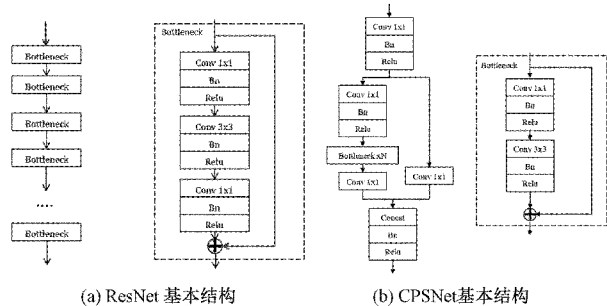 Bottleneck
Bottleneck
Bottleneck
Bottleneck
....
Bottleneck
Bottleneck
Conv 1x1
Bn
Relu
Conv 3x3
Bn
Relu
Conv 1x1
Bn
Relu
Conv 1x1
Bn
Relu
Conv 1x1
Bn
Relu
Bottleneck xN
Conv 1x1
Conv 1x1
Concat
Bn
Relu
Bottleneck
Conv 1x1
Bn
Relu
Conv 3x3
Bn
Relu
(a) ResNet 基本结构
(b) CPSNet基本结构